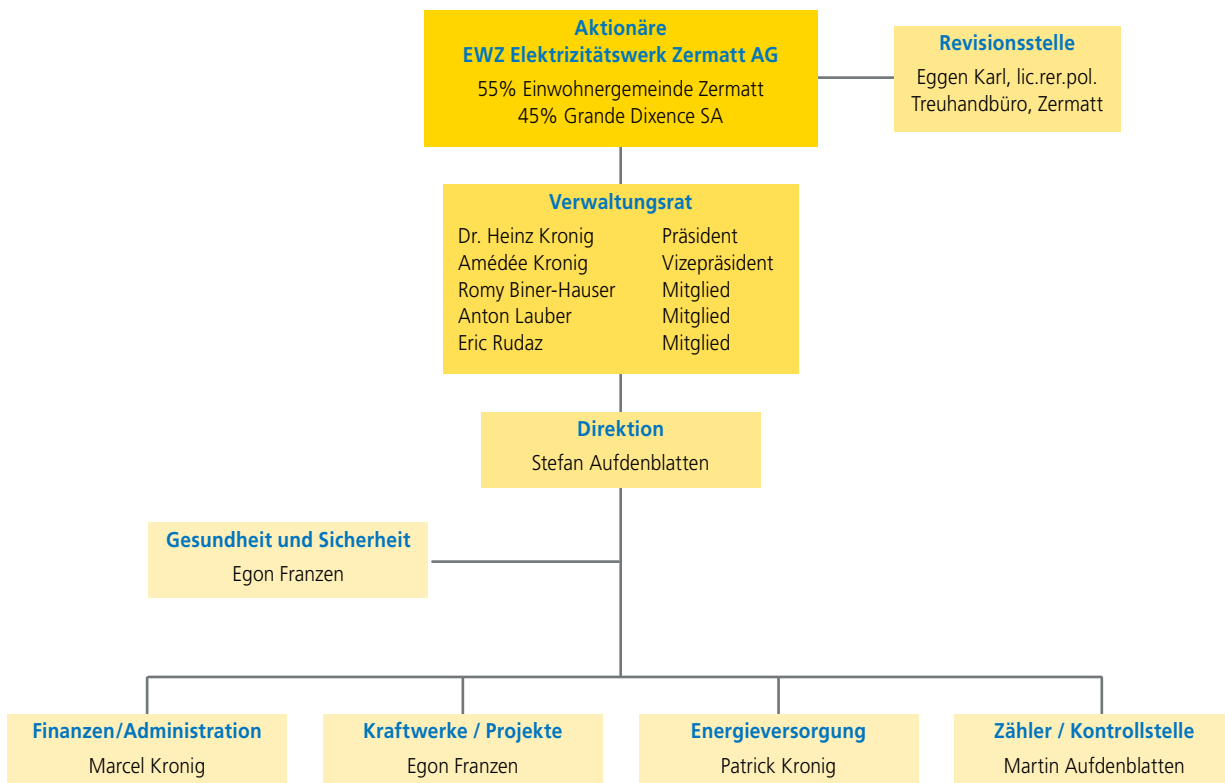 Aktionäre
EWZ Elektrizitätswerk Zermatt AG
55% Einwohnergemeinde Zermatt
45% Grande Dixence SA
Revisionsstelle
Eggen Karl, lic.rer.pol.
Treuhandbüro, Zermatt
Verwaltungsrat
Dr. Heinz Kronig Präsident
Amédée Kronig Vizepräsident
Romy Biner-Hauser Mitglied
Anton Lauber Mitglied
Eric Rudaz Mitglied
Direktion
Stefan Aufdenblatten
Gesundheit und Sicherheit
Egon Franzen
Finanzen/Administration
Marcel Kronig
Kraftwerke / Projekte
Egon Franzen
Energieversorgung
Patrick Kronig
Zähler / Kontrollstelle
Martin Aufdenblatten